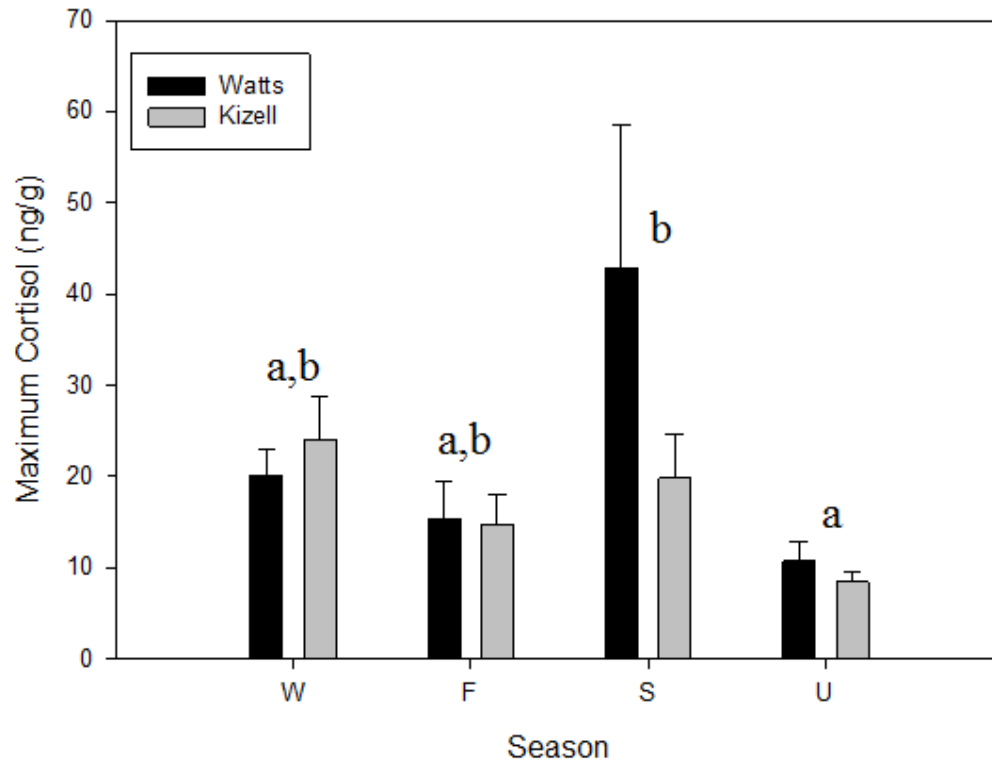 70
60
50
40
30
20
10
0
Maximum Cortisol (ng/g)
Watts
Kizell
a,b
a,b
b
a
W F S U
Season